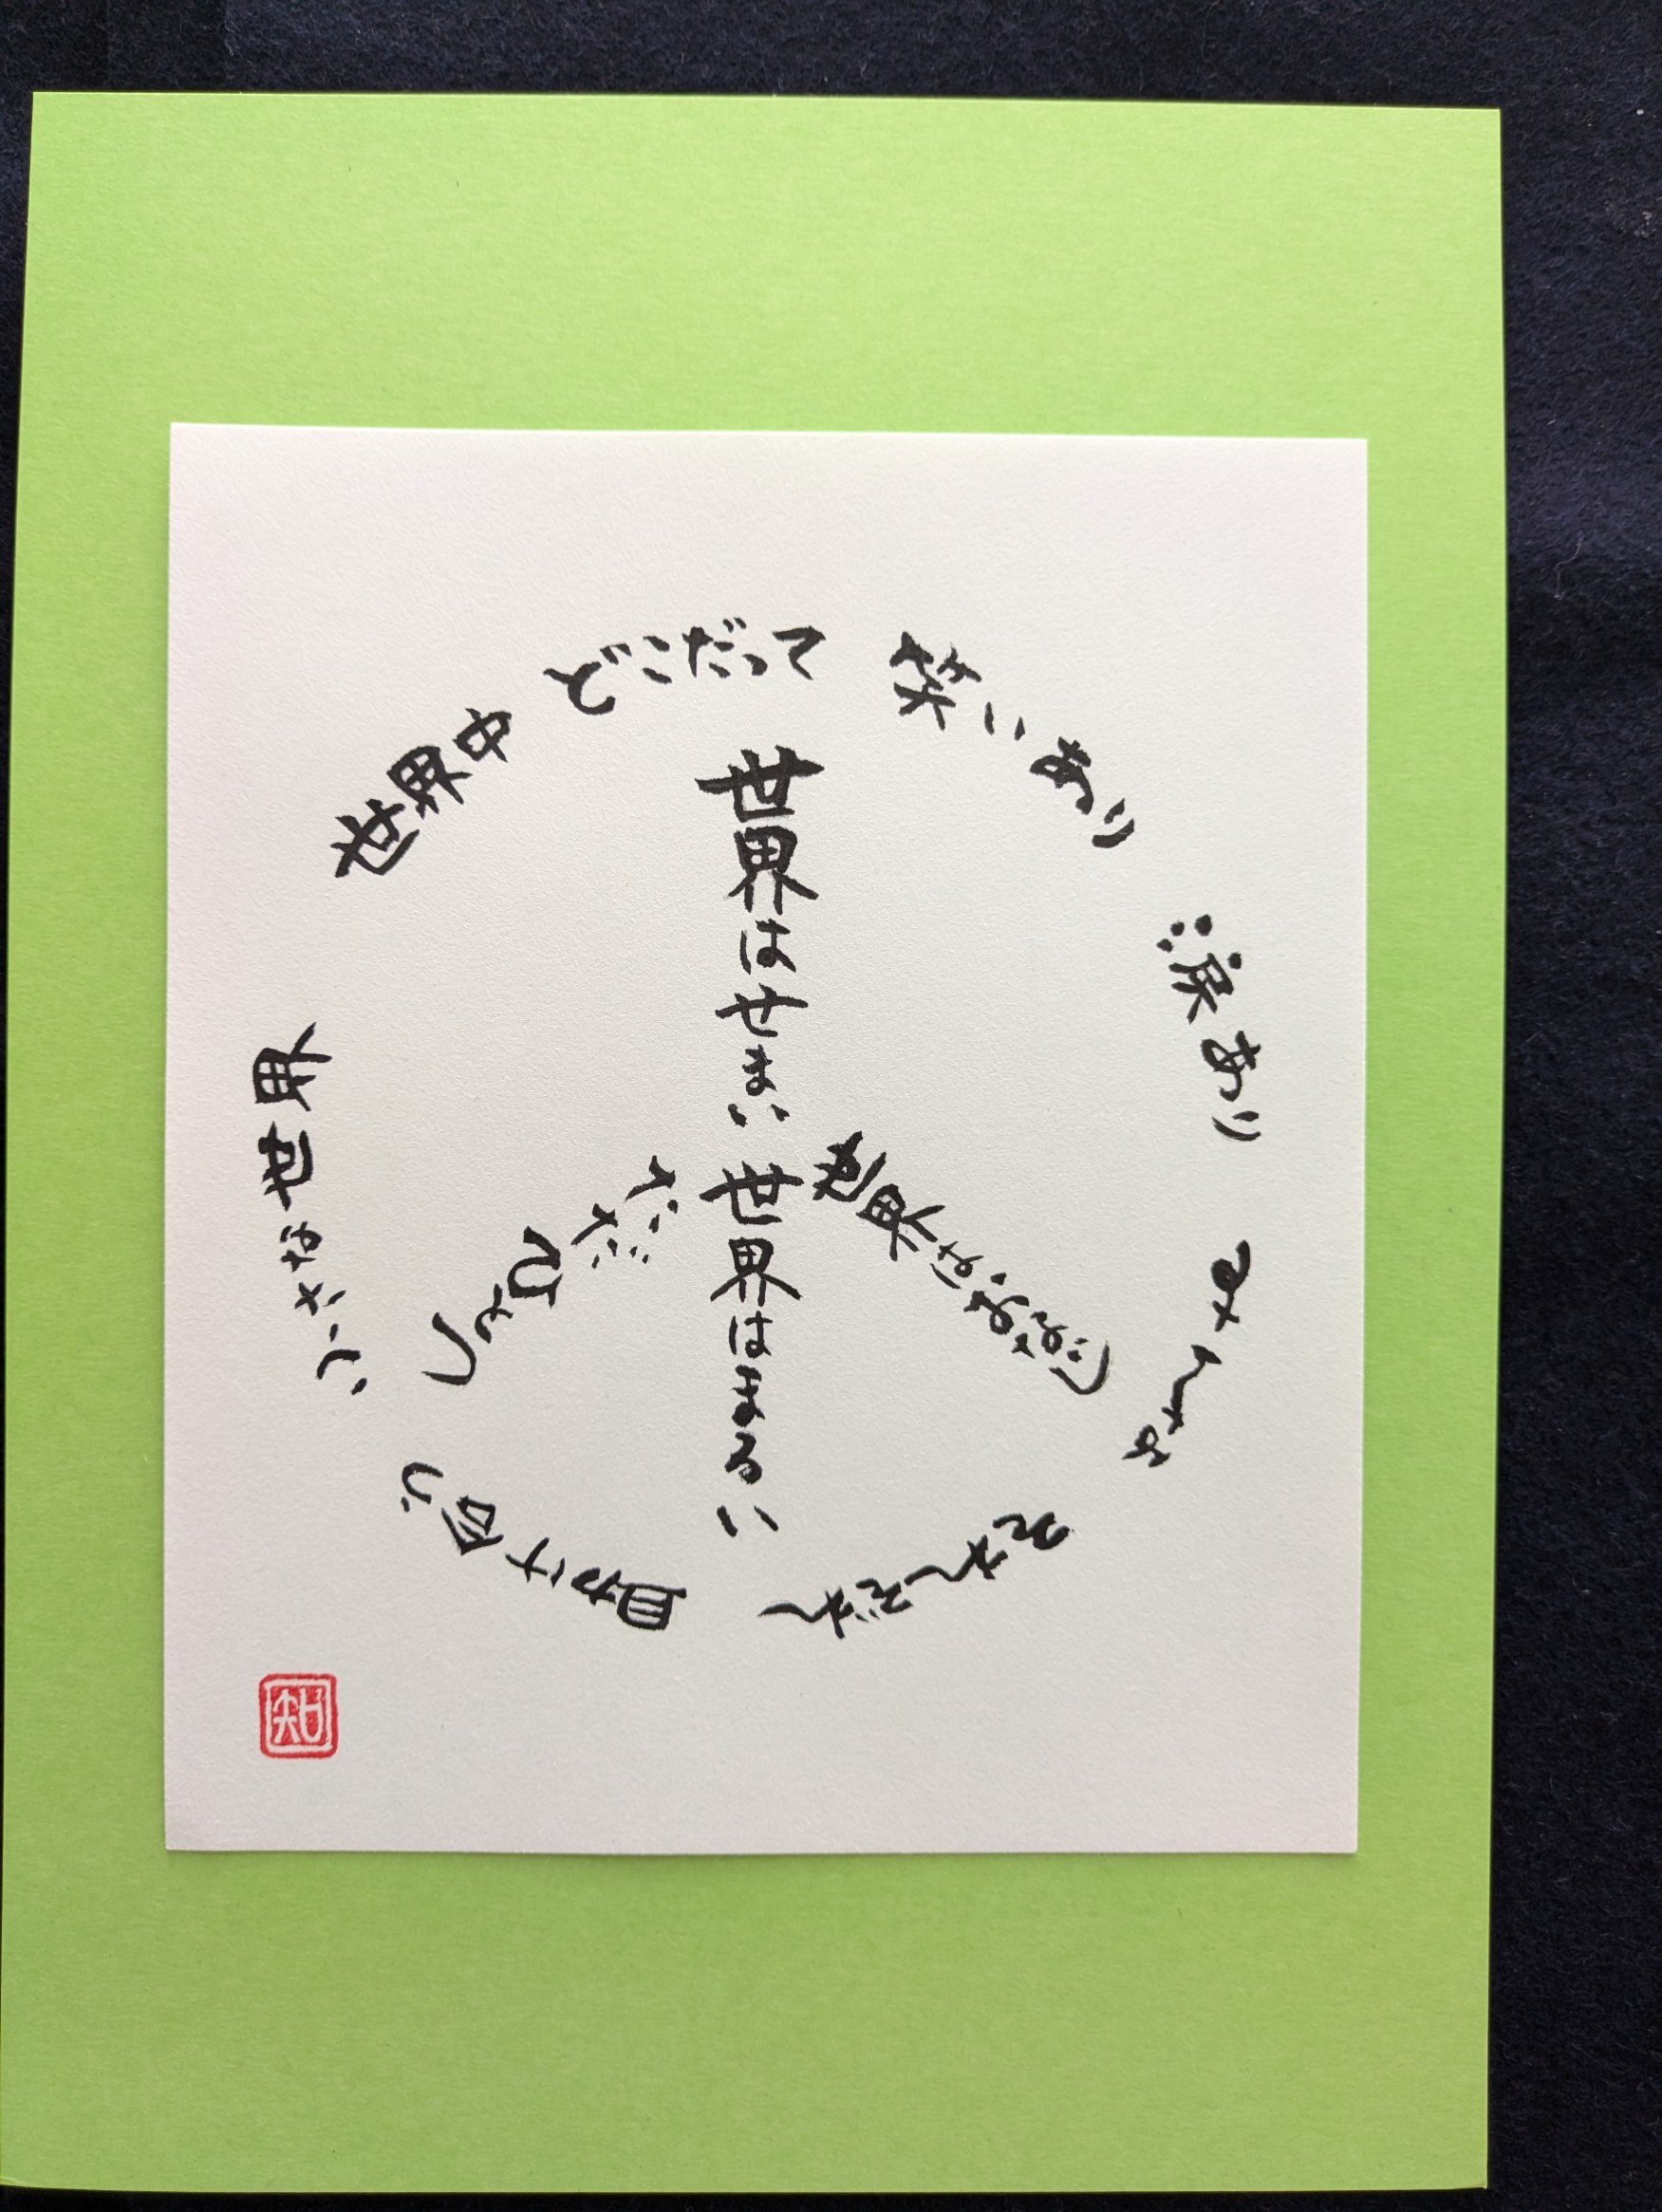 世界中 どこだって 笑いあり 涙あり みんな それぞれ 助け合う 小さな世界
世界はせまい
世界はまるい
世界はおなじ
ただひとつ
知